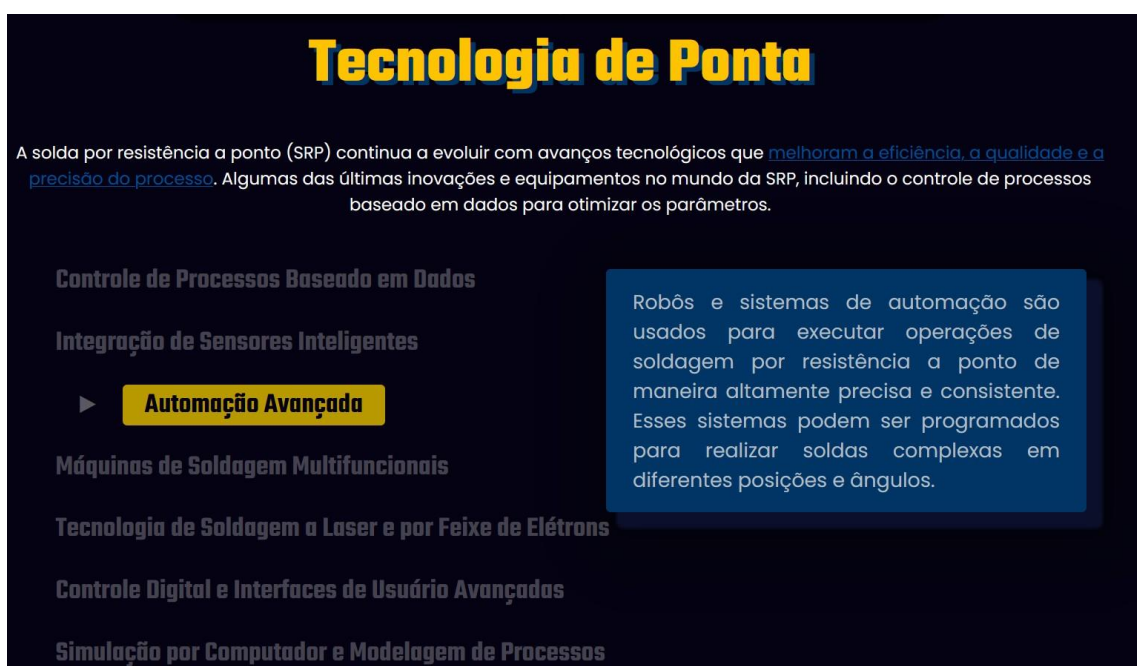 Tecnologia de Ponta
A solda por resistência a ponto (SRP) continua a evoluir com avanços tecnológicos que melhoram a eficiência, a qualidade e a
precisão do processo. Algumas das últimas inovações e equipamentos no mundo da SRP, incluindo o controle de processos
baseado em dados para otimizar os parâmetros.
Controle de Processos Baseado em Dados
Integração de Sensores Inteligentes
Automação Avançada
Máquinas de Soldagem Multifuncionais
Tecnologia de Soldagem a Laser e por Feixe de Elétrons
Controle Digital e Interfaces de Usuário Avançadas
Simulação por Computador e Modelagem de Processos
Robôs e sistemas de automação são
usados para executar operações de
soldagem por resistência a ponto de
maneira altamente precisa e consistente.
Esses sistemas podem ser programados
para realizar soldas complexas em
diferentes posições e ângulos.